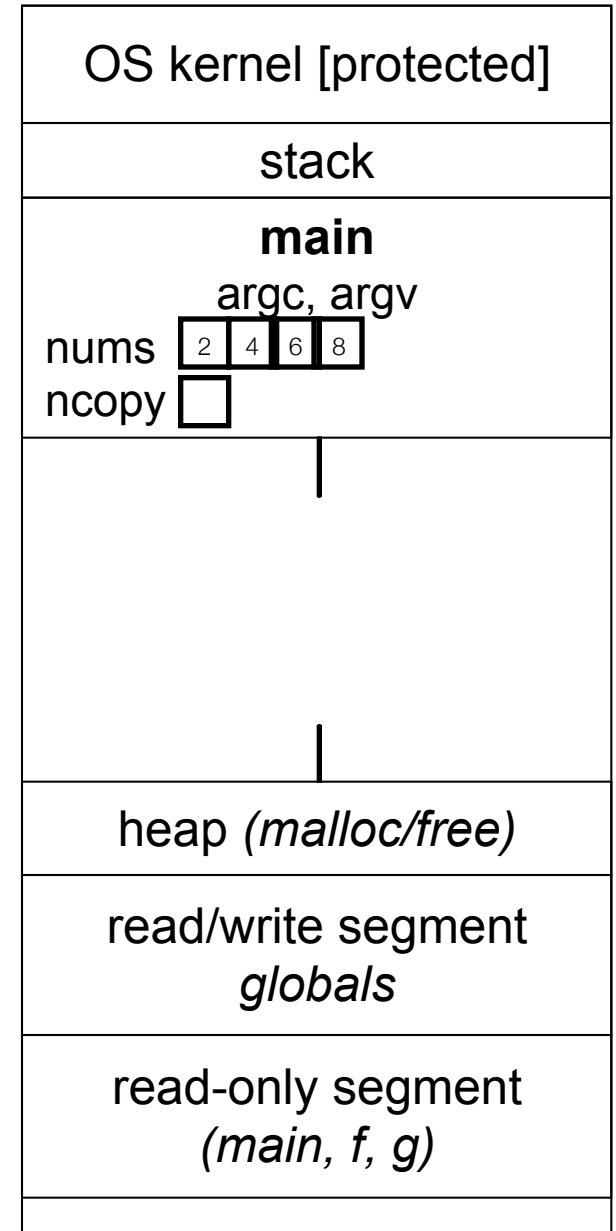 OS kernel [protected]
stack
main
argc, argv
nums 2 4 6 8
ncopy
heap (malloc/free)
read/write segment
globals
read-only segment
(main, f, g)